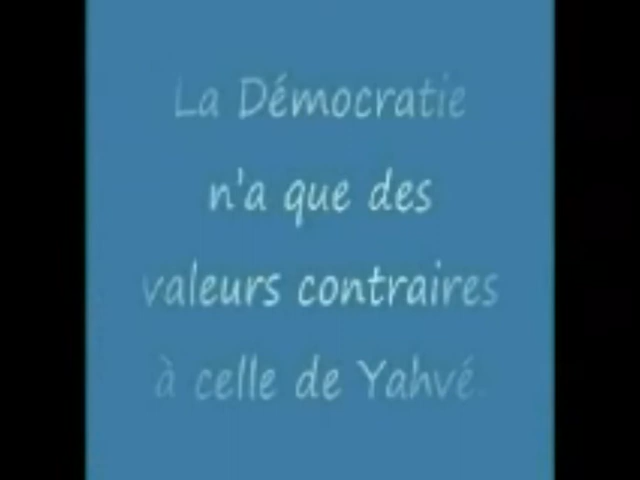 La Démocratie
n'a que des
valeurs contraires
à celle de Yahvé.